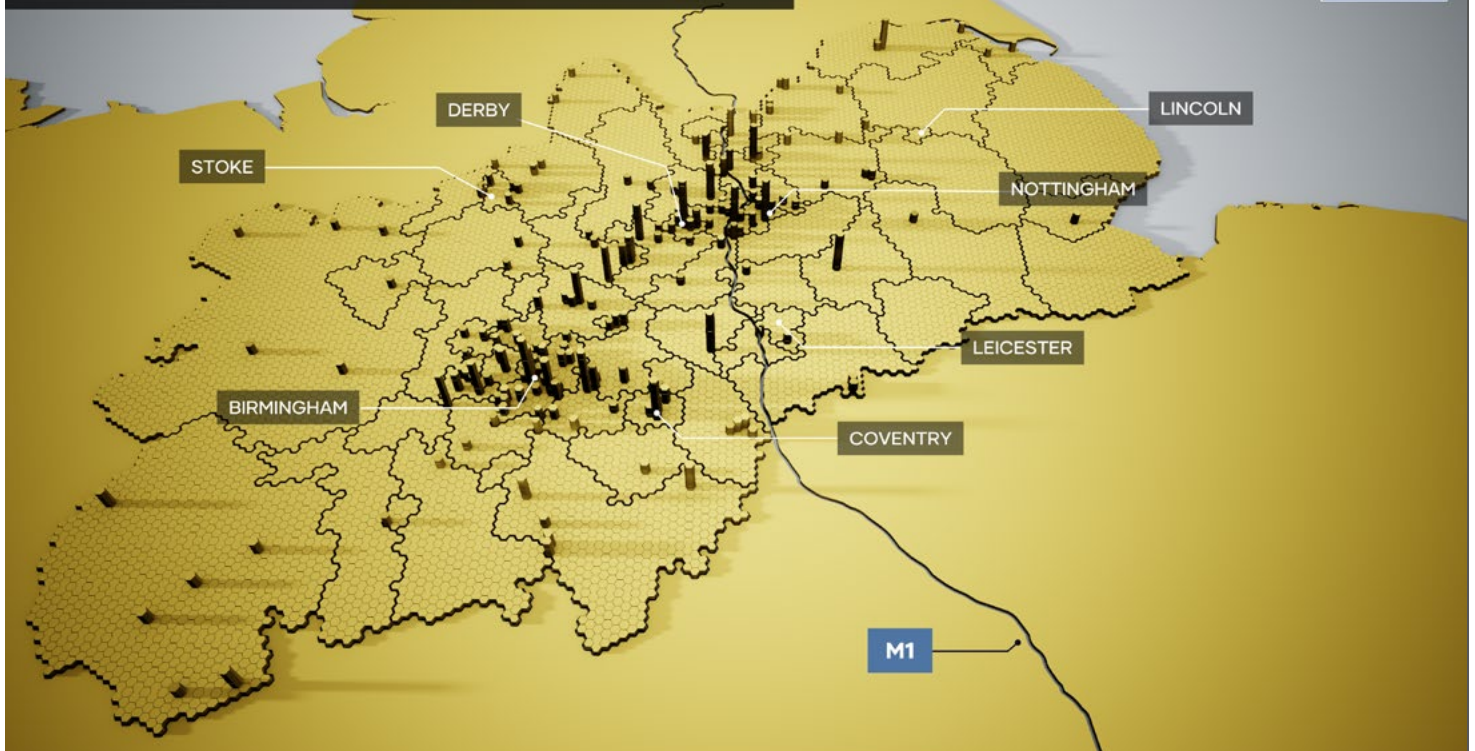 DERBY
LINCOLN
STOKE
NOTTINGHAM
LEICESTER
BIRMINGHAM
COVENTRY
M1